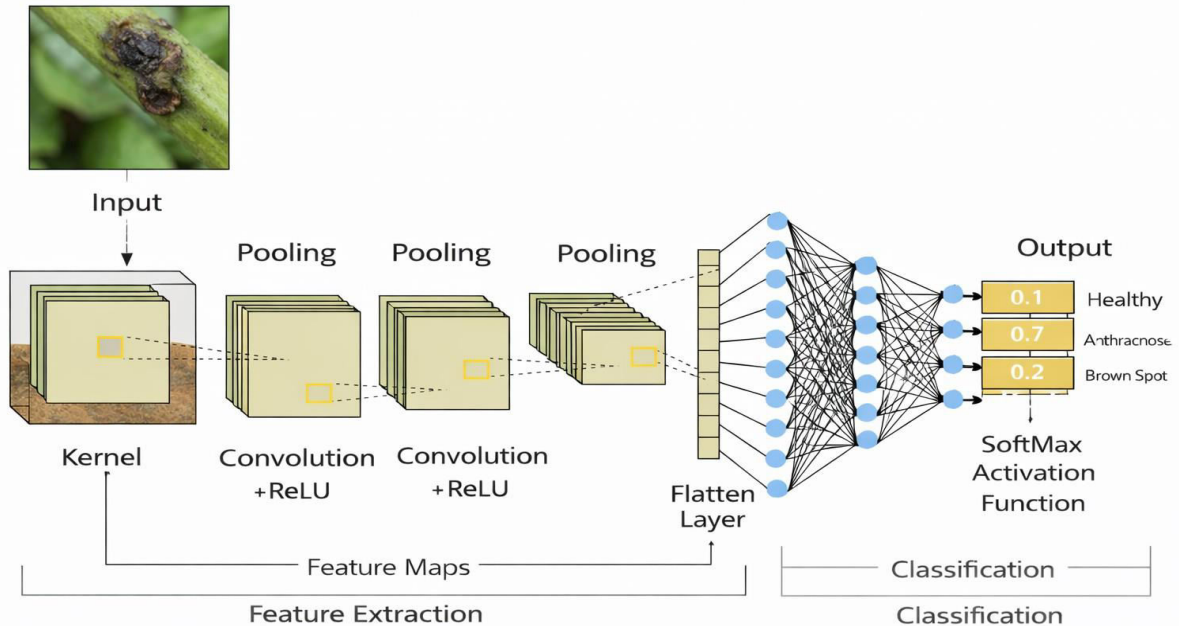 Input
Pooling
Pooling
Pooling
Output
0.1 Healthy
0.7 Anthracnose
0.2 Brown Spot
Kernel
Convolution
+ReLU
Convolution
+ReLU
Flatten
Layer
SoftMax
Activation
Function
Feature Maps
Classification
Feature Extraction
Classification